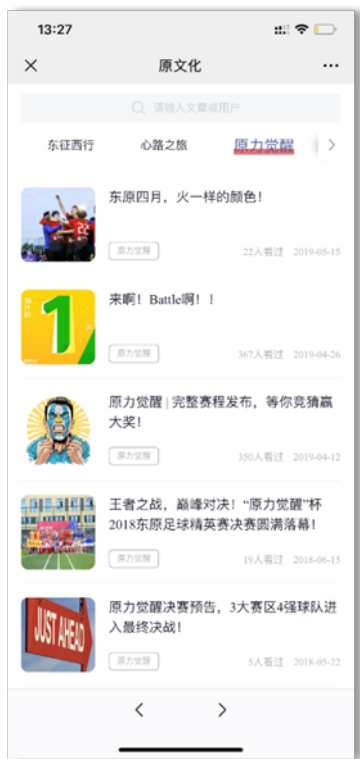 13:27
原文化
请输入文章或用户
东征西行 心路之旅 原力觉醒
东原四月，火一样的颜色！
原力觉醒 22人看过 2019-05-15
来啊！Battle啊！！
原力觉醒 367人看过 2019-04-26
原力觉醒 | 完整赛程发布，等你竞猜赢
大奖！
原力觉醒 350人看过 2019-04-12
王者之战，巅峰对决！“原力觉醒”杯
2018东原足球精英赛决赛圆满落幕！
原力觉醒 19人看过 2018-06-15
原力觉醒决赛预告，3大赛区4强球队进
入最终决战！
JUST AHEAD
原力觉醒 5人看过 2018-05-22